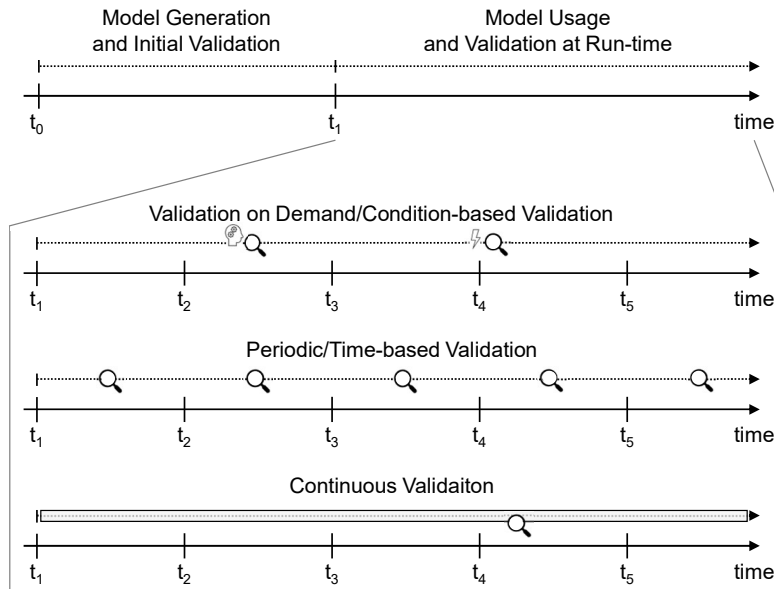 Model Generation
and Initial Validation
Model Usage
and Validation at Run-time
t0 t1 time
Validation on Demand/Condition-based Validation
t1 t2 t3 t4 t5 time
Periodic/Time-based Validation
t1 t2 t3 t4 t5 time
Continuous Validaiton
t1 t2 t3 t4 t5 time